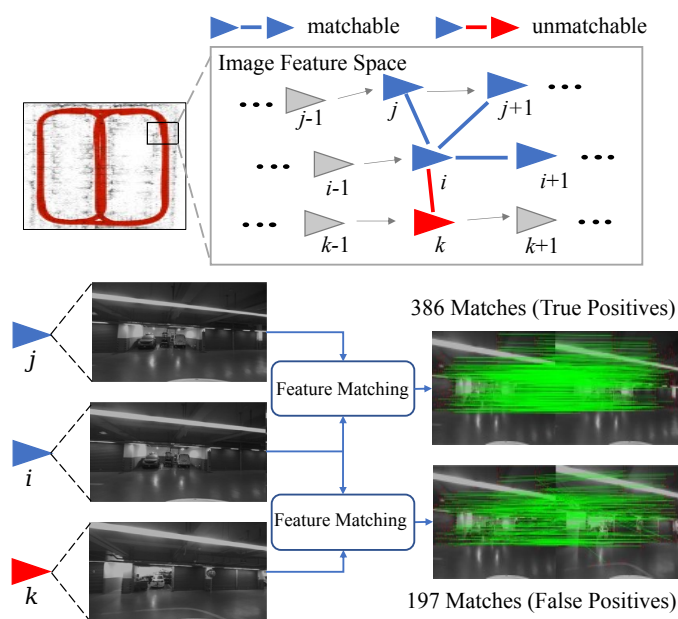 matchable unmatchable
Image Feature Space
j-1 j j+1
i-1 i i+1
k-1 k k+1
386 Matches (True Positives)
j
Feature Matching
i
Feature Matching
k
197 Matches (False Positives)